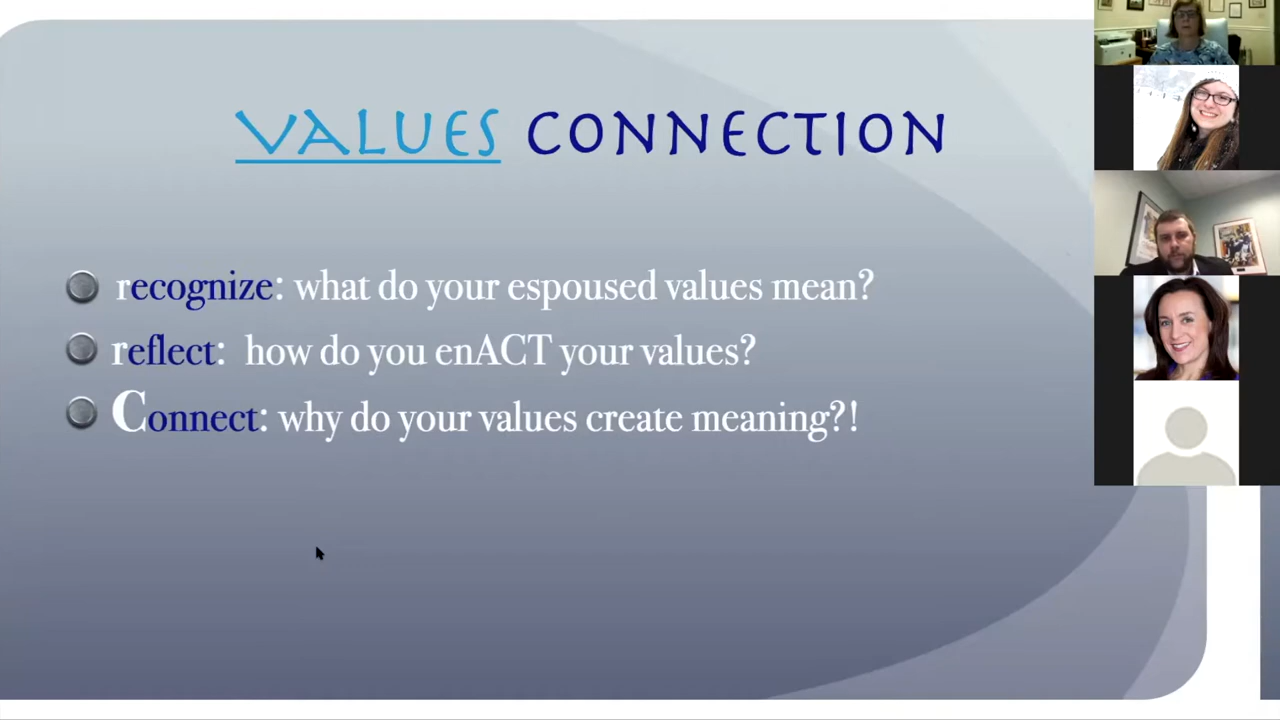 VALUES CONNECTION
recognize: what do your espoused values mean?
reflect: how do you enACT your values?
Connect: why do your values create meaning?!